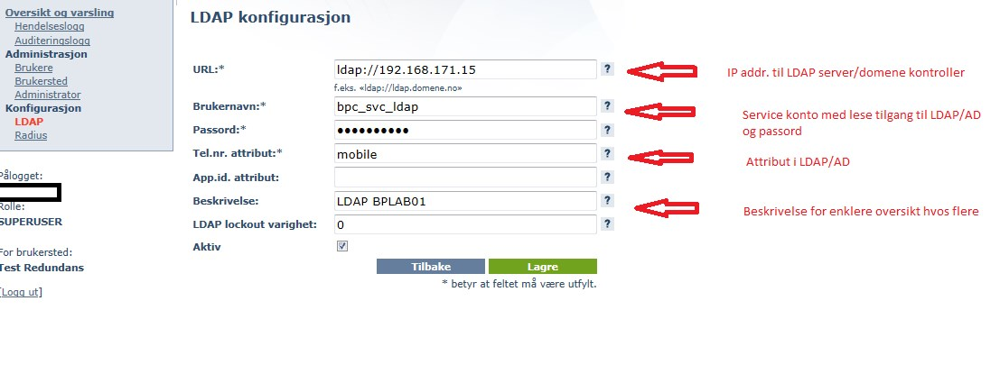 Oversikt og varsling
Hendelseslogg
Auditeringslogg
Administrasjon
Brukere
Brukersted
Administrator
Konfigurasjon
LDAP
Radius
Pålogget:
Rolle:
SUPERUSER
For brukersted:
Test Redundans
[Logg ut]
LDAP konfigurasjon
URL:* ldap://192.168.171.15 ?
f.eks. «ldap://ldap.domene.no»
Brukernavn:* bpc_svc_ldap ?
Passord:* ●●●●●●●●●● ?
Tel.nr. attributt:* mobile ?
App.id. attributt: ?
Beskrivelse: LDAP BPLAB01 ?
LDAP lockout varighet: 0 ?
Aktiv
Tilbake Lagre
* betyr at feltet må være utfylt.
IP addr. til LDAP server/domene kontroller
Service konto med lese tilgang til LDAP/AD
og passord
Attribut i LDAP/AD
Beskrivelse for enklere oversikt hvos flere